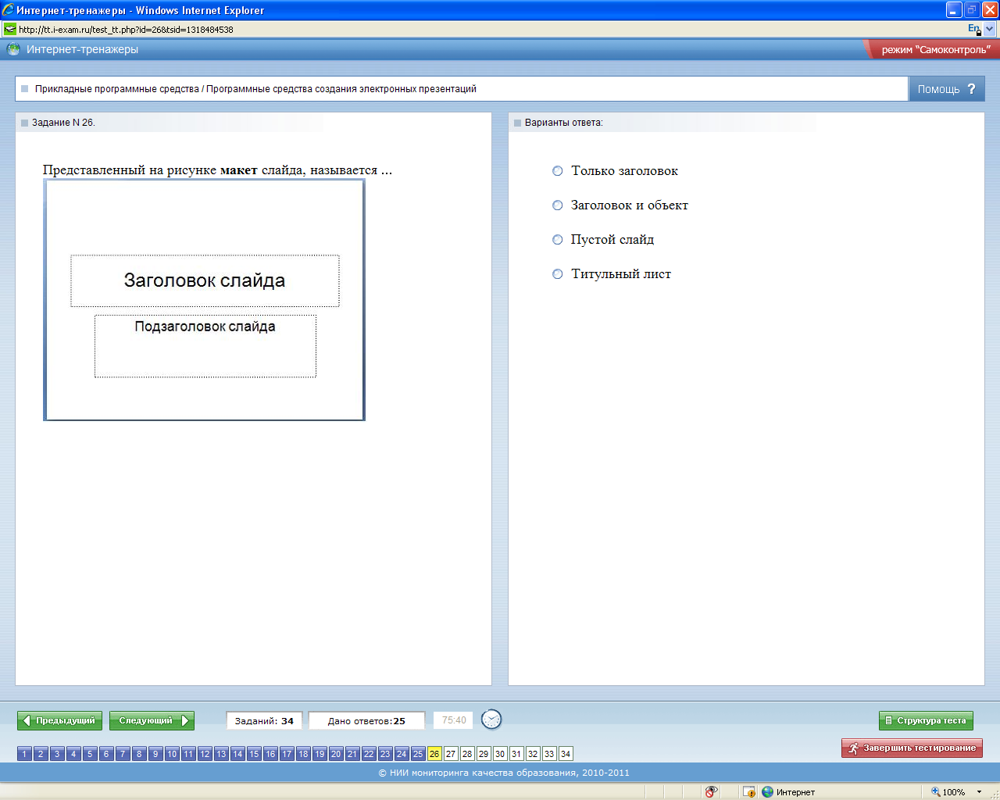 Интернет-тренажеры - Windows Internet Explorer
http://tt.i-exam.ru/test_tt.php?id=26&tsid=1318484538
En
Интернет-тренажеры
режим "Самоконтроль"
Прикладные программные средства / Программные средства создания электронных презентаций
Помощь ?
Задание N 26.
Представленный на рисунке макет слайда, называется ...
Заголовок слайда
Подзаголовок слайда
Варианты ответа:
Только заголовок
Заголовок и объект
Пустой слайд
Титульный лист
Предыдущий
Следующий
Заданий: 34
Дано ответов:25
75:40
Структура теста
1 2 3 4 5 6 7 8 9 10 11 12 13 14 15 16 17 18 19 20 21 22 23 24 25 26 27 28 29 30 31 32 33 34
Завершить тестирование
© НИИ мониторинга качества образования, 2010-2011
Интернет
100%